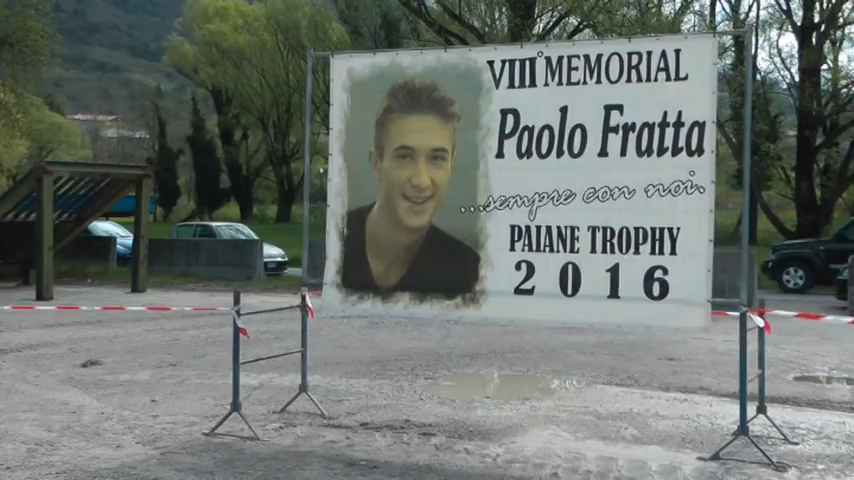 VIII° MEMORIAL
Paolo Fratta
...sempre con noi.
PAIANE TROPHY
2016